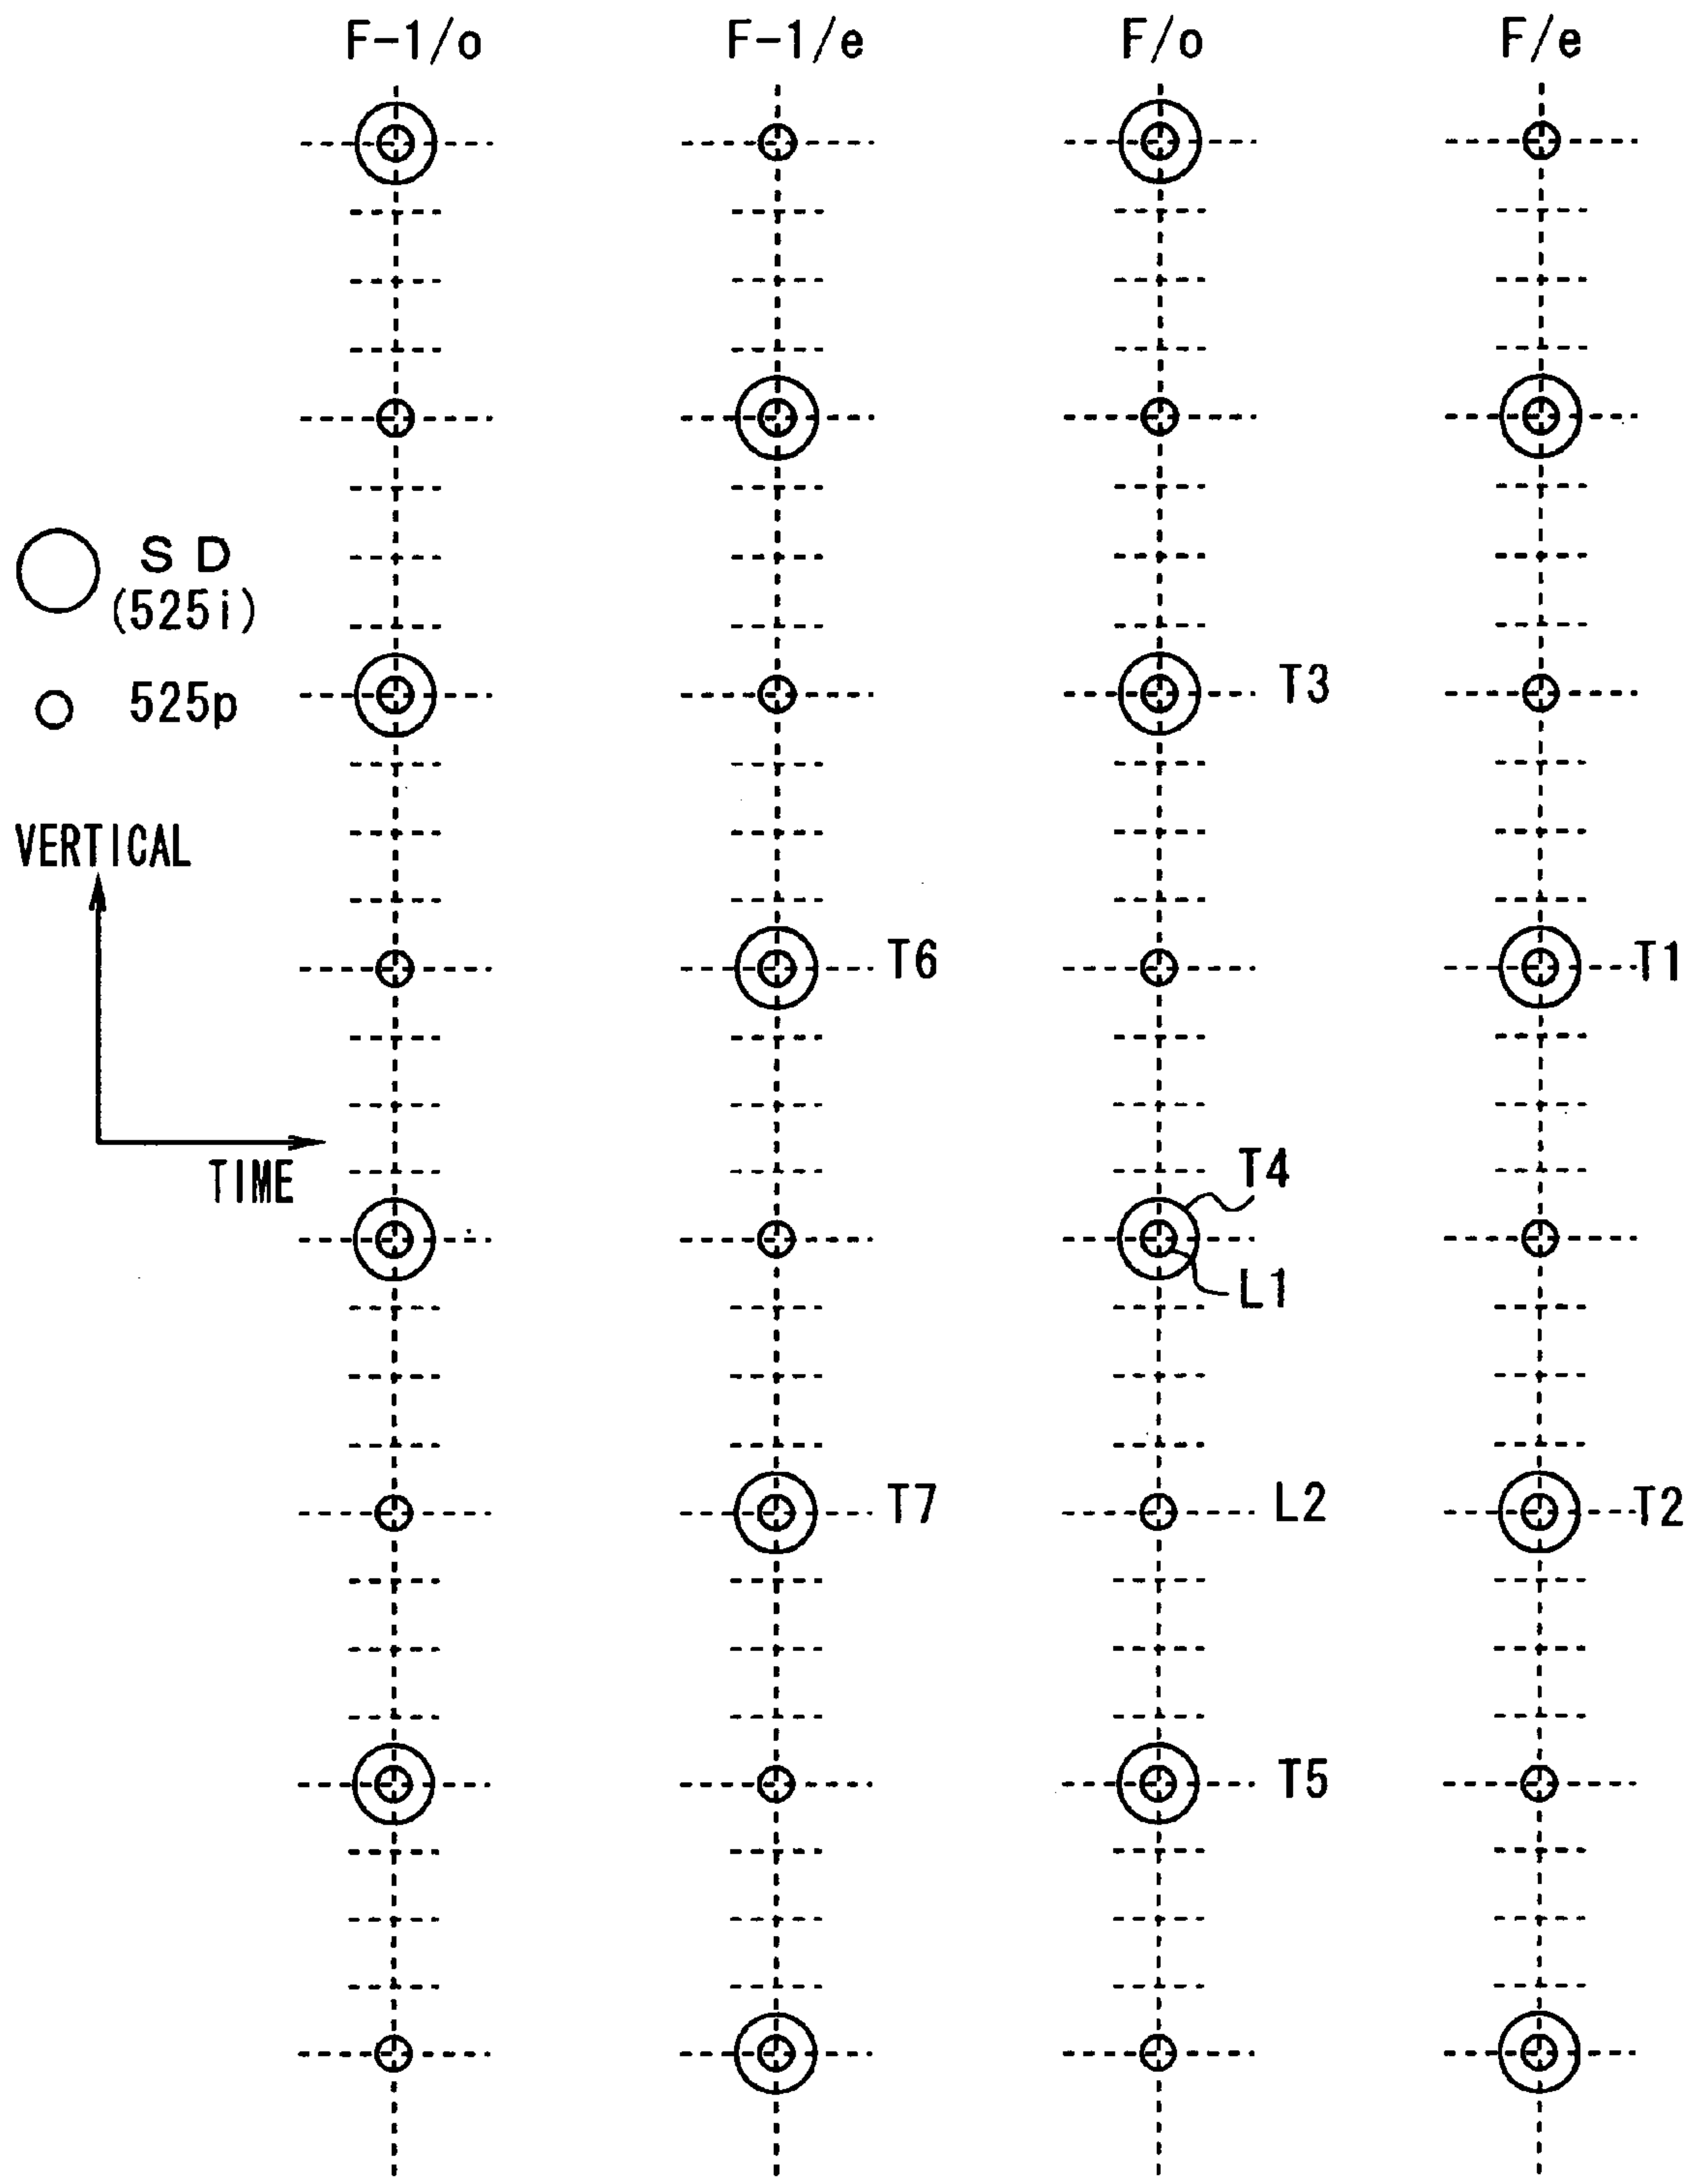 F-1/o F-1/e F/o F/e
SD
(525i)
525p
T3
VERTICAL
T6 T1
TIME
T4
L1
T7 L2 T2
T5